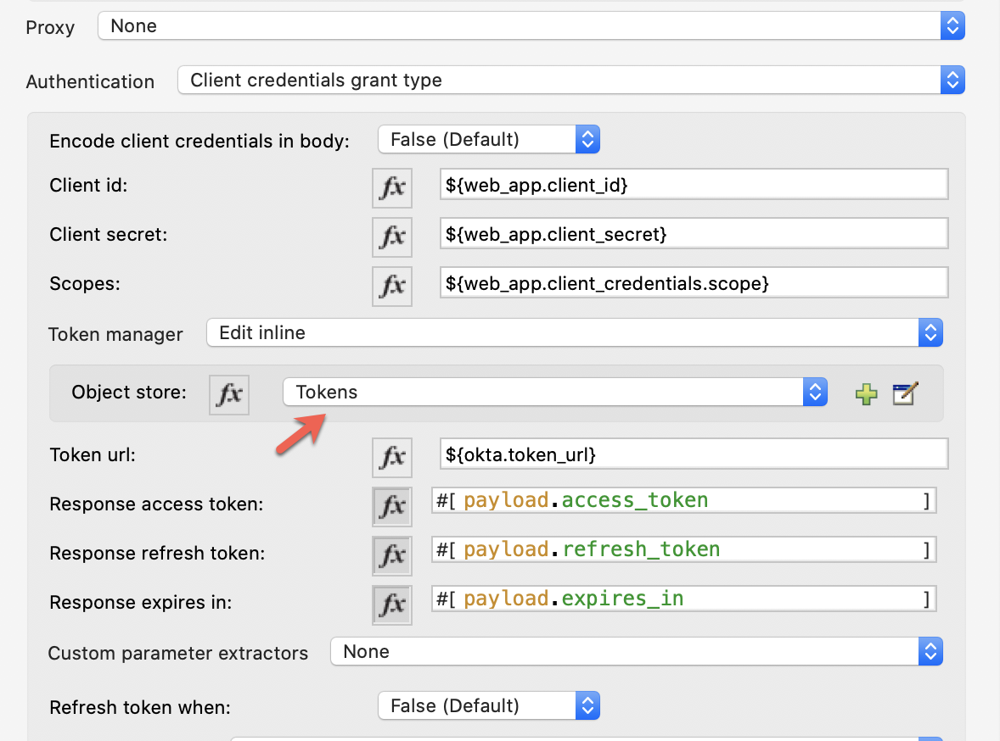 Proxy None
Authentication Client credentials grant type
Encode client credentials in body: False (Default)
Client id: fx ${web_app.client_id}
Client secret: fx ${web_app.client_secret}
Scopes: fx ${web_app.client_credentials.scope}
Token manager Edit inline
Object store: fx Tokens
Token url: fx ${okta.token_url}
Response access token: fx #[ payload.access_token ]
Response refresh token: fx #[ payload.refresh_token ]
Response expires in: fx #[ payload.expires_in ]
Custom parameter extractors None
Refresh token when: False (Default)